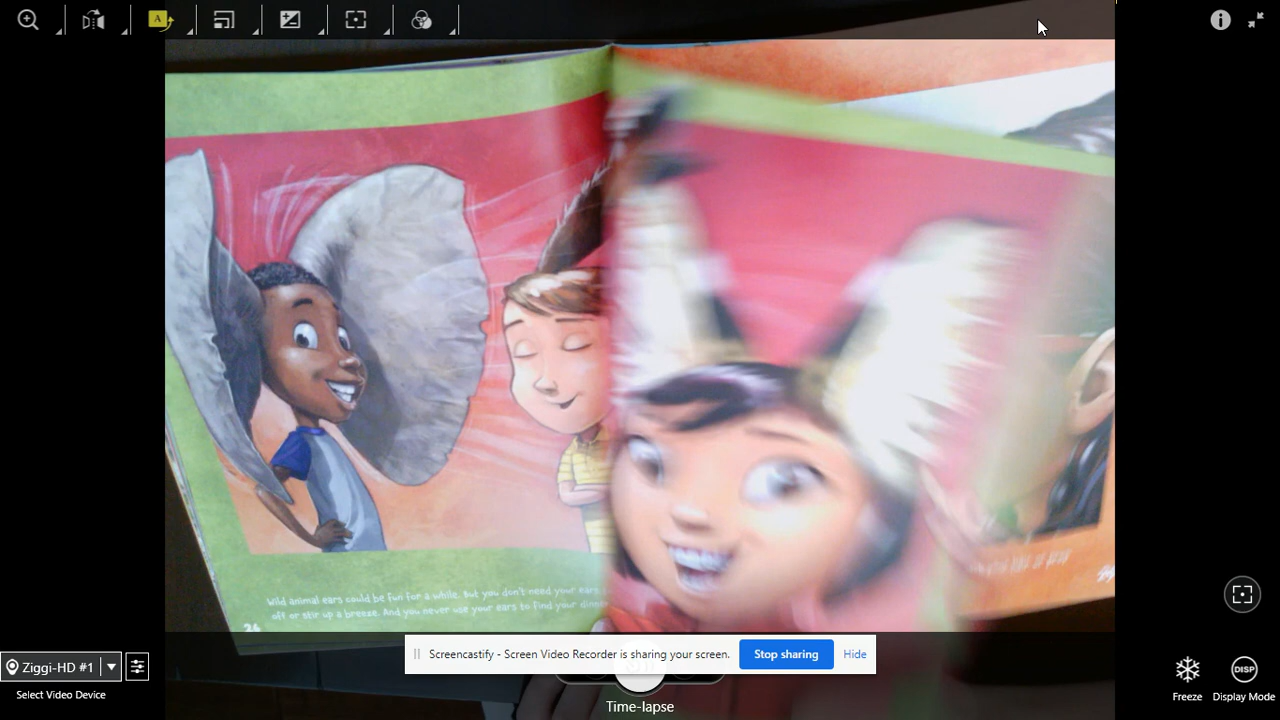 A
Wild animal ears could be fun for a while. But you don't need your ears
off or stir up a breeze. And you never use your ears to find your
26
Ziggi-HD #1
Select Video Device
Screencastify - Screen Video Recorder is sharing your screen.
Stop sharing
Hide
Time-lapse
Freeze
DISP
Display Mode